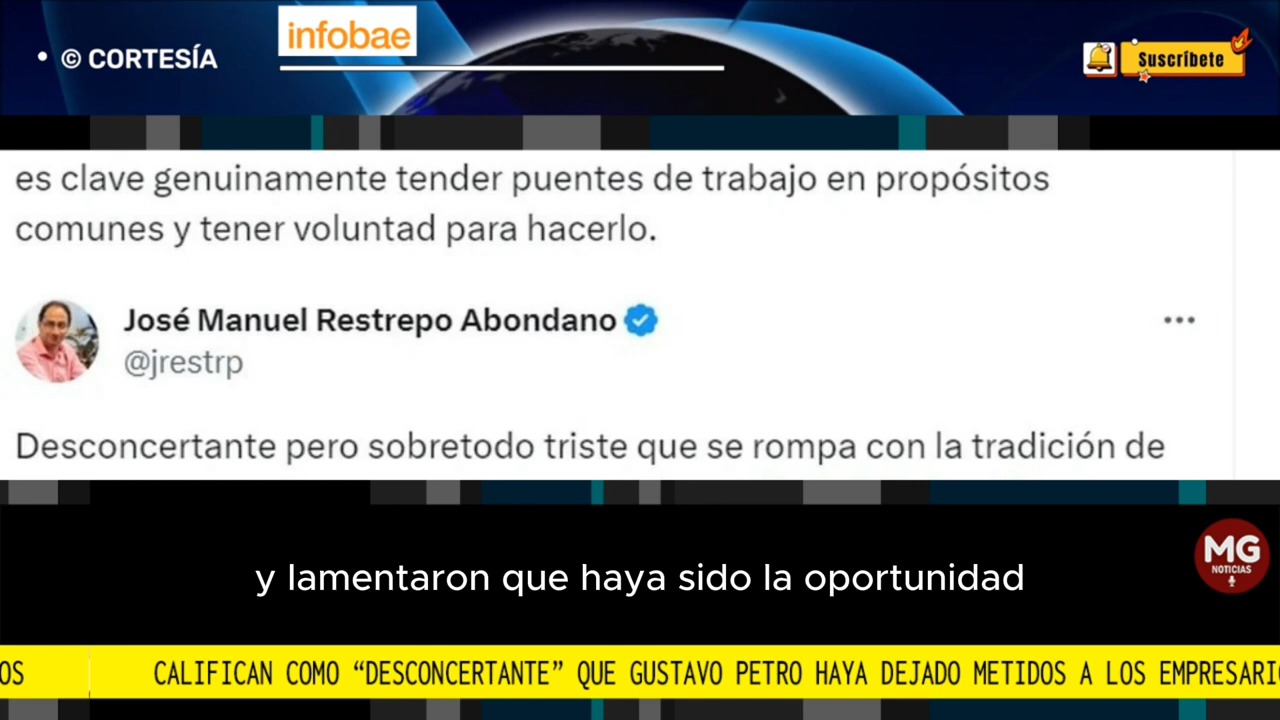 • © CORTESÍA
infobae
Suscríbete
es clave genuinamente tender puentes de trabajo en propósitos
comunes y tener voluntad para hacerlo.
José Manuel Restrepo Abondano
@jrestrp
Desconcertante pero sobretodo triste que se rompa con la tradición de
y lamentaron que haya sido la oportunidad
MG
NOTICIAS
OS CALIFICAN COMO “DESCONCERTANTE” QUE GUSTAVO PETRO HAYA DEJADO METIDOS A LOS EMPRESARI